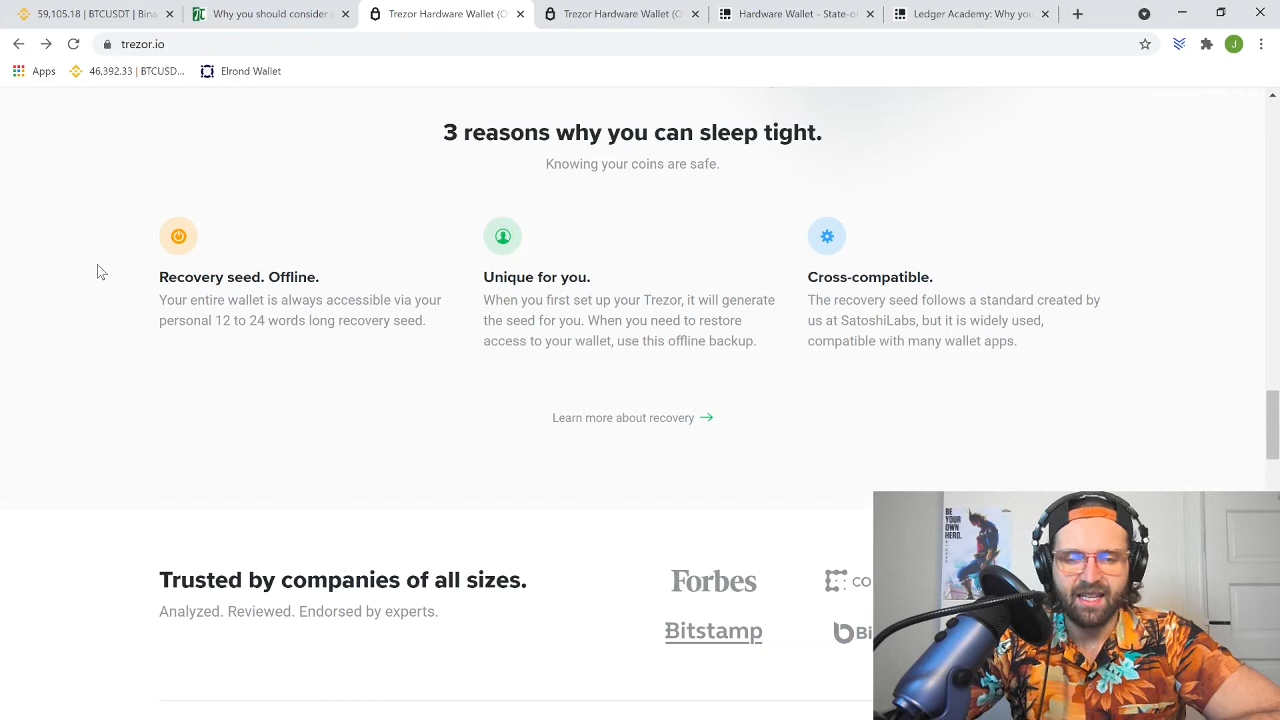 59,105.18 | BTCUSDT | Bina
Why you should consider a
Trezor Hardware Wallet (O
Trezor Hardware Wallet (O
Hardware Wallet - State-of
Ledger Academy: Why you
trezor.io
J
Apps
46,392.33 | BTCUSD...
Elrond Wallet
3 reasons why you can sleep tight.
Knowing your coins are safe.
Recovery seed. Offline.
Your entire wallet is always accessible via your
personal 12 to 24 words long recovery seed.
Unique for you.
When you first set up your Trezor, it will generate
the seed for you. When you need to restore
access to your wallet, use this offline backup.
Cross-compatible.
The recovery seed follows a standard created by
us at SatoshiLabs, but it is widely used,
compatible with many wallet apps.
Learn more about recovery
Trusted by companies of all sizes.
Analyzed. Reviewed. Endorsed by experts.
Forbes
co
Bitstamp
Bi
BE
YOUR
OWN
HERO.